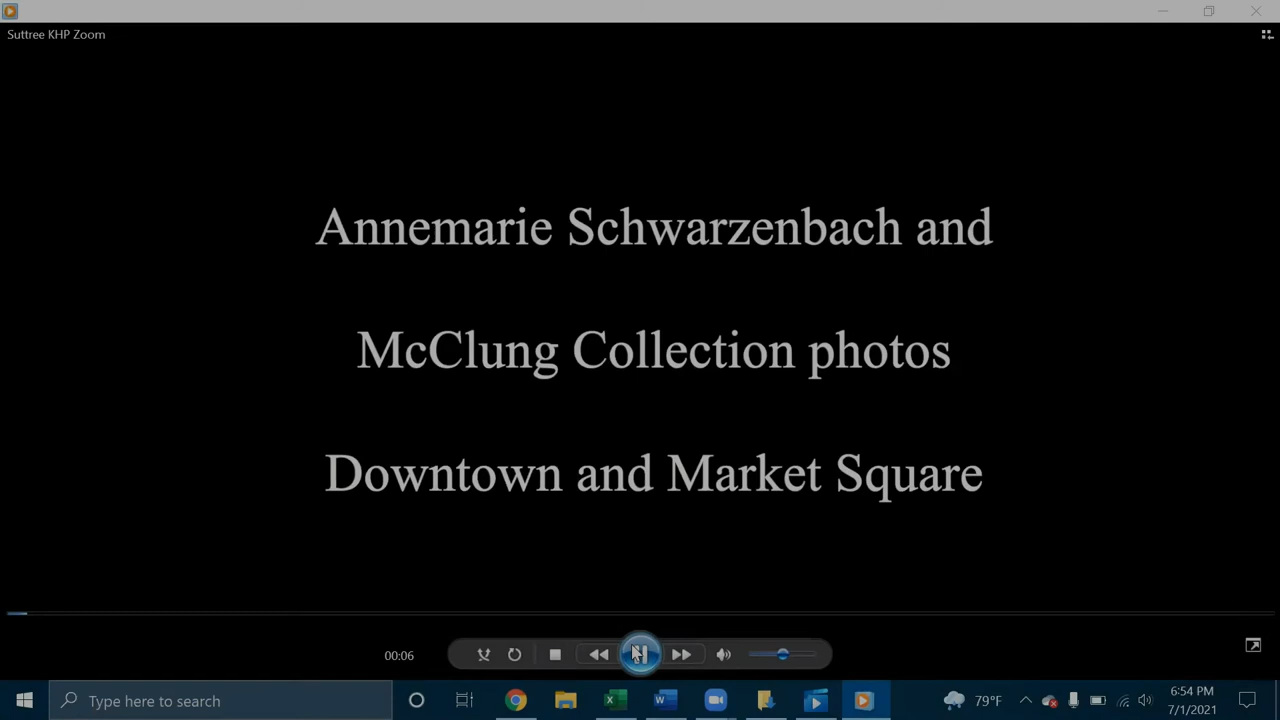 Suttree KHP Zoom
Annemarie Schwarzenbach and
McClung Collection photos
Downtown and Market Square
00:06
Type here to search
79°F
6:54 PM
7/1/2021